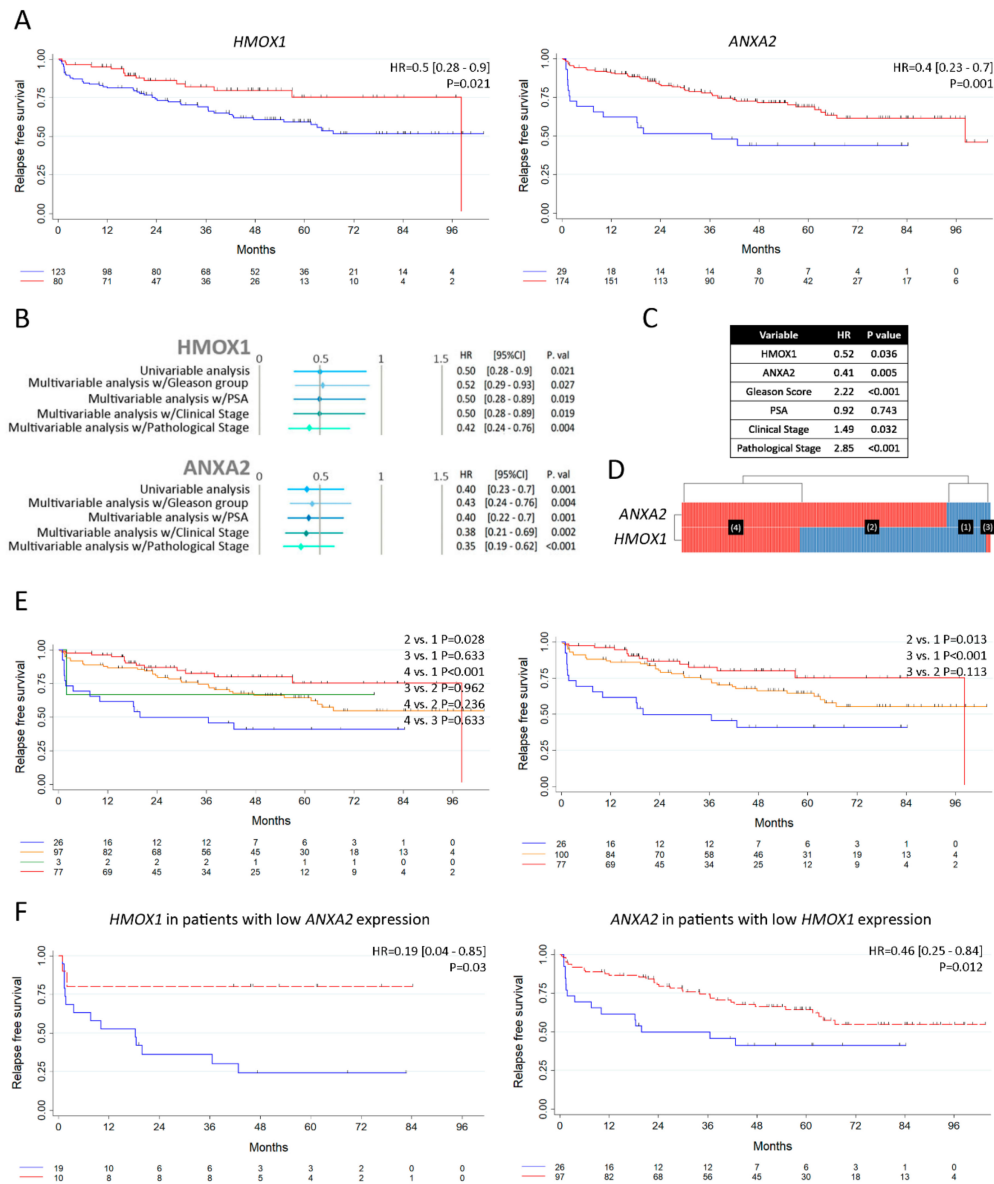 A
HMOX1
HR=0.5 [0.28 - 0.9]
P=0.021
Relapse free survival
1.00
0.75
0.50
0.25
0.00
0 12 24 36 48 60 72 84 96
Months
123 98 80 68 52 36 21 14 4
80 71 47 36 26 13 10 4 2
ANXA2
HR=0.4 [0.23 - 0.7]
P=0.001
Relapse free survival
1.00
0.75
0.50
0.25
0.00
0 12 24 36 48 60 72 84 96
Months
29 18 14 14 8 7 4 1 0
174 151 113 90 70 42 27 17 6
B
HMOX1
0 0.5 1 1.5
HR [95%CI] P. val
Univariable analysis 0.50 [0.28 - 0.9] 0.021
Multivariable analysis w/Gleason group 0.52 [0.29 - 0.93] 0.027
Multivariable analysis w/PSA 0.50 [0.28 - 0.89] 0.019
Multivariable analysis w/Clinical Stage 0.50 [0.28 - 0.89] 0.019
Multivariable analysis w/Pathological Stage 0.42 [0.24 - 0.76] 0.004
ANXA2
0 0.5 1 1.5
HR [95%CI] P. val
Univariable analysis 0.40 [0.23 - 0.7] 0.001
Multivariable analysis w/Gleason group 0.43 [0.24 - 0.76] 0.004
Multivariable analysis w/PSA 0.40 [0.22 - 0.7] 0.001
Multivariable analysis w/Clinical Stage 0.38 [0.21 - 0.69] 0.002
Multivariable analysis w/Pathological Stage 0.35 [0.19 - 0.62] <0.001
C
Variable HR P value
HMOX1 0.52 0.036
ANXA2 0.41 0.005
Gleason Score 2.22 <0.001
PSA 0.92 0.743
Clinical Stage 1.49 0.032
Pathological Stage 2.85 <0.001
D
ANXA2
HMOX1
(4) (2) (1) (3)
E
2 vs. 1 P=0.028
3 vs. 1 P=0.633
4 vs. 1 P<0.001
3 vs. 2 P=0.962
4 vs. 2 P=0.236
4 vs. 3 P=0.633
Relapse free survival
1.00
0.75
0.50
0.25
0.00
0 12 24 36 48 60 72 84 96
Months
26 16 12 12 7 6 3 1 0
97 82 68 56 45 30 18 13 4
3 2 2 2 1 1 1 0 0
77 69 45 34 25 12 9 4 2
2 vs. 1 P=0.013
3 vs. 1 P<0.001
3 vs. 2 P=0.113
Relapse free survival
1.00
0.75
0.50
0.25
0.00
0 12 24 36 48 60 72 84 96
Months
26 16 12 12 7 6 3 1 0
100 84 70 58 46 31 19 13 4
77 69 45 34 25 12 9 4 2
F
HMOX1 in patients with low ANXA2 expression
HR=0.19 [0.04 - 0.85]
P=0.03
Relapse free survival
1.00
0.75
0.50
0.25
0.00
0 12 24 36 48 60 72 84 96
Months
19 10 6 6 3 3 2 0 0
10 8 8 8 5 4 2 1 0
ANXA2 in patients with low HMOX1 expression
HR=0.46 [0.25 - 0.84]
P=0.012
Relapse free survival
1.00
0.75
0.50
0.25
0.00
0 12 24 36 48 60 72 84 96
Months
26 16 12 12 7 6 3 1 0
97 82 68 56 45 30 18 13 4